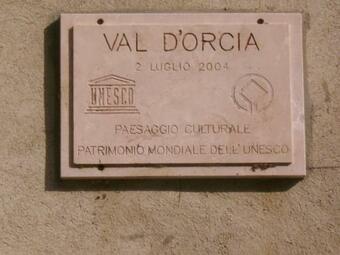 VAL D'ORCIA
2 LUGLIO 2004
UNESCO
PAESAGGIO CULTURALE
PATRIMONIO MONDIALE DELL'UNESCO